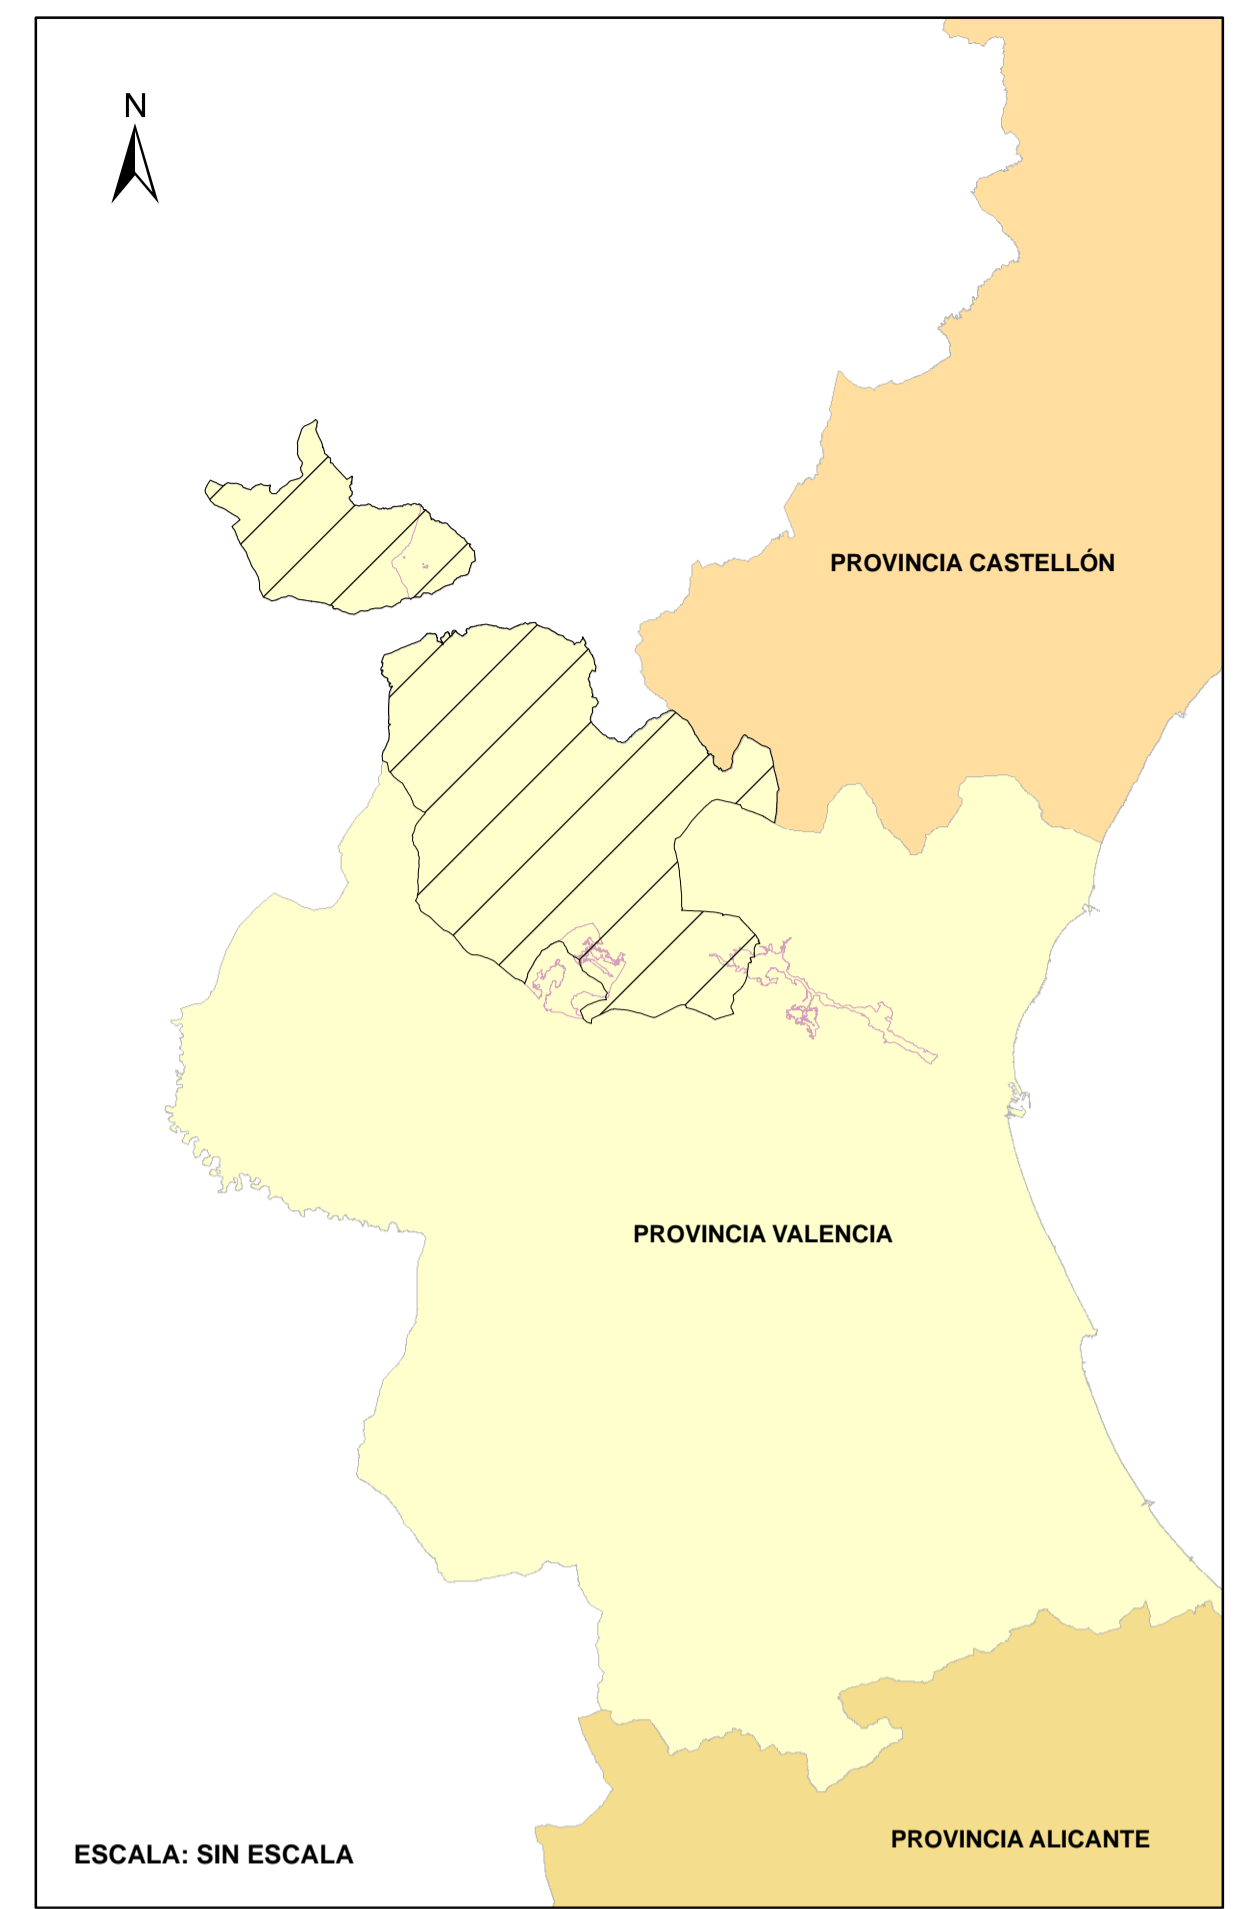 N
PROVINCIA CASTELLÓN
PROVINCIA VALENCIA
PROVINCIA ALICANTE
ESCALA: SIN ESCALA